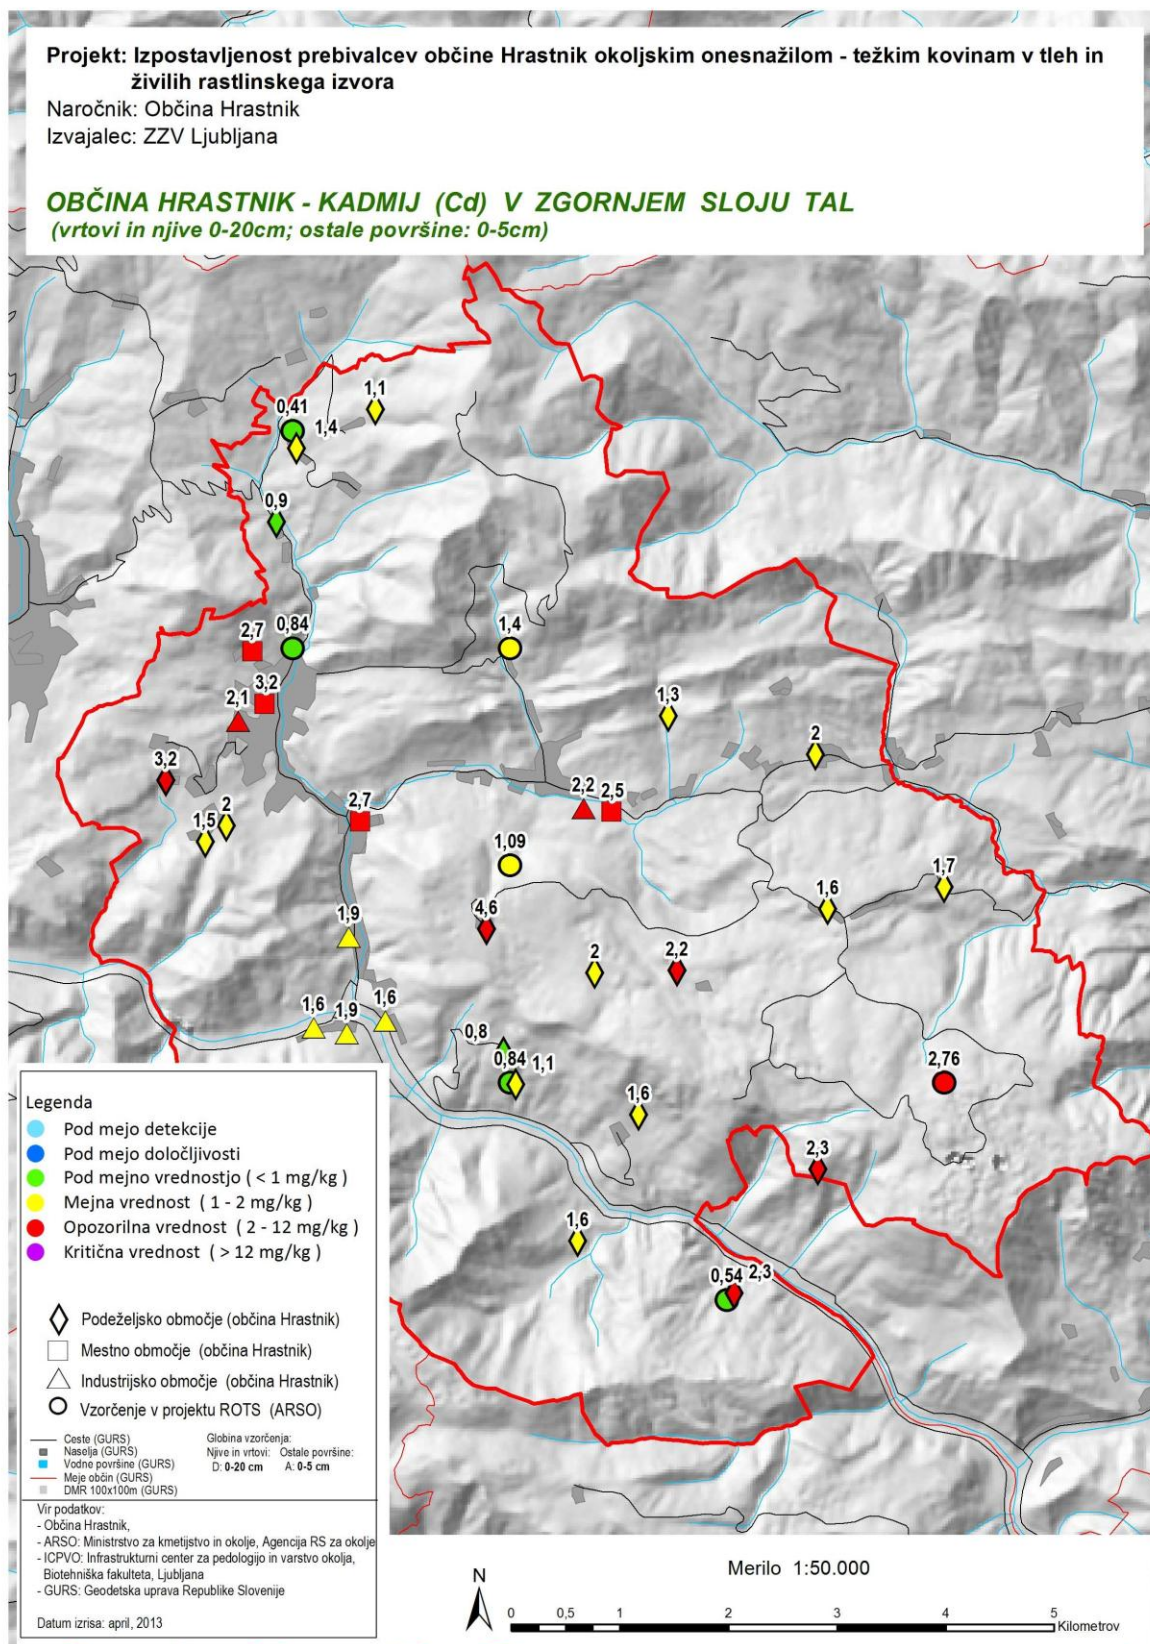 Projekt: Izpostavljenost prebivalcev občine Hrastnik okoljskim onesnažilom - težkim kovinam v tleh in
živilih rastlinskega izvora
Naročnik: Občina Hrastnik
Izvajalec: ZZV Ljubljana
OBČINA HRASTNIK - KADMIJ (Cd) V ZGORNJEM SLOJU TAL
(vrtovi in njive 0-20cm; ostale površine: 0-5cm)
1,1
0,41
1,4
0,9
0,84
2,7
1,4
3,2
2,1
1,3
2
3,2
2,2
2,5
2,7
2
1,5
1,09
1,7
1,6
4,6
1,9
2
2,2
1,6
1,9
1,6
0,8
0,84
1,1
2,76
1,6
2,3
1,6
0,54
2,3
Legenda
Pod mejo detekcije
Pod mejo določljivosti
Pod mejno vrednostjo ( < 1 mg/kg )
Mejna vrednost ( 1 - 2 mg/kg )
Opozorilna vrednost ( 2 - 12 mg/kg )
Kritična vrednost ( > 12 mg/kg )
Podeželjsko območje (občina Hrastnik)
Mestno območje (občina Hrastnik)
Industrijsko območje (občina Hrastnik)
Vzorčenje v projektu ROTS (ARSO)
Ceste (GURS)
Naselja (GURS)
Vodne površine (GURS)
Meje občin (GURS)
DMR 100x100m (GURS)
Globina vzorčenja:
Njive in vrtovi: Ostale površine:
D: 0-20 cm A: 0-5 cm
Vir podatkov:
- Občina Hrastnik,
- ARSO: Ministrstvo za kmetijstvo in okolje, Agencija RS za okolje
- ICPVO: Infrastrukturni center za pedologijo in varstvo okolja,
Biotehniška fakulteta, Ljubljana
- GURS: Geodetska uprava Republike Slovenije
Datum izrisa: april, 2013
N
Merilo 1:50.000
0 0,5 1 2 3 4 5
Kilometrov